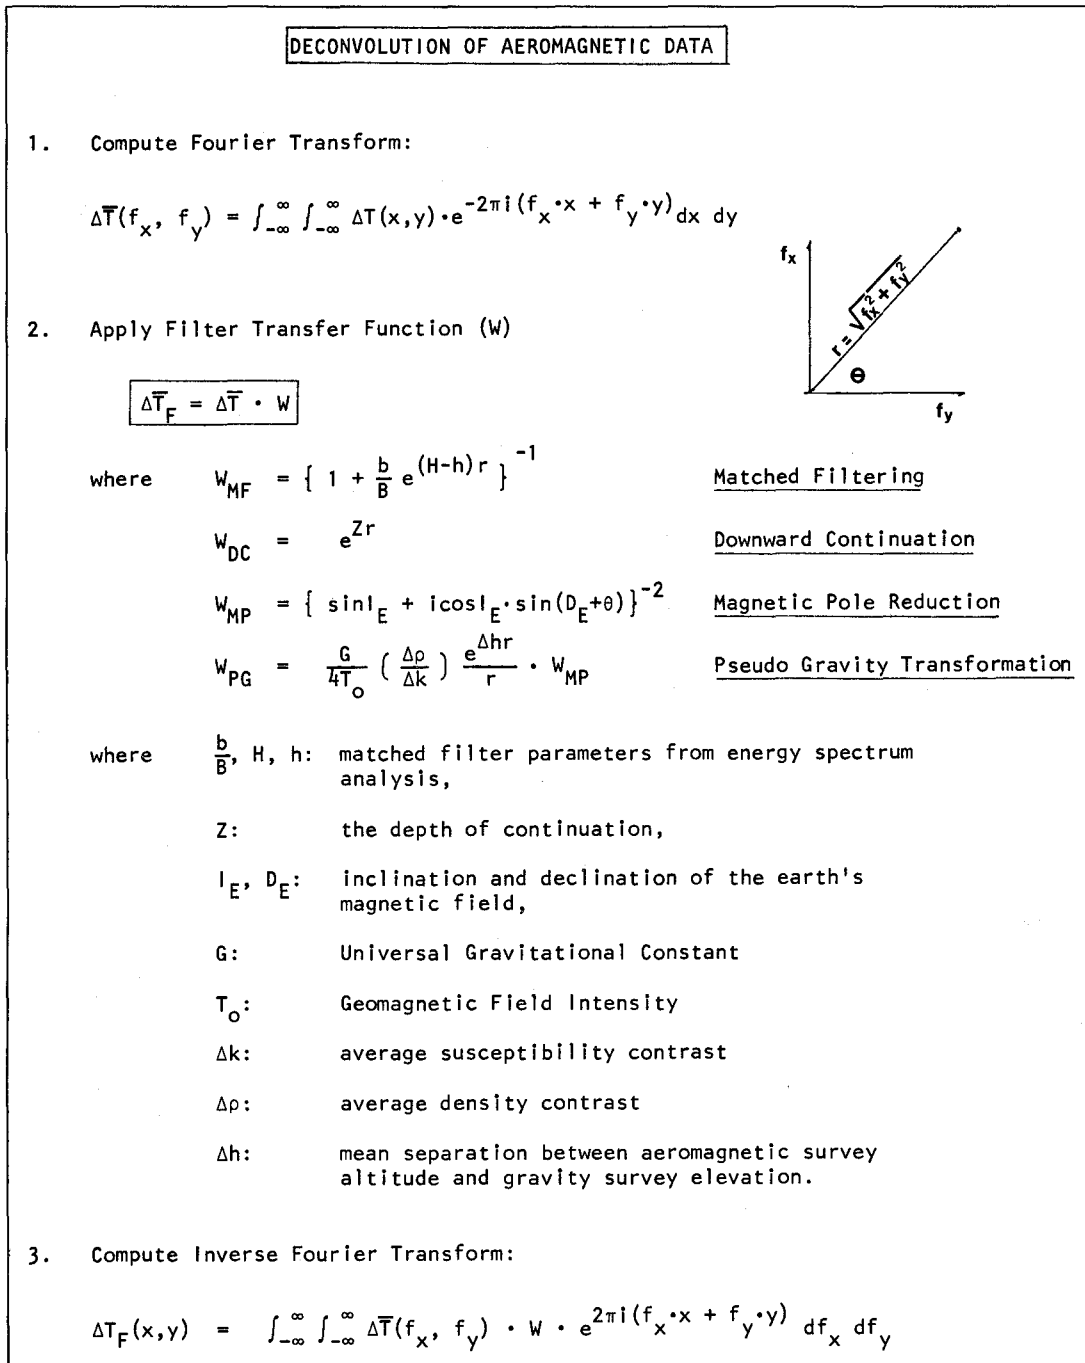 DECONVOLUTION OF AEROMAGNETIC DATA
1. Compute Fourier Transform:
ΔT̅(f_x, f_y) = ∫_{-∞}^{∞} ∫_{-∞}^{∞} ΔT(x,y)·e^{-2πi(f_x·x + f_y·y)} dx dy
f_x
r = √(f_x^2 + f_y^2)
θ
f_y
2. Apply Filter Transfer Function (W)
ΔT̅_F = ΔT̅ · W
where W_MF = { 1 + b/B e^{(H-h)r} }^{-1} Matched Filtering
W_DC = e^{Zr} Downward Continuation
W_MP = { sinI_E + icosI_E·sin(D_E+θ)}^{-2} Magnetic Pole Reduction
W_PG = G/4T_o (Δρ/Δk) e^{Δhr}/r · W_MP Pseudo Gravity Transformation
where b/B, H, h: matched filter parameters from energy spectrum
analysis,
Z: the depth of continuation,
I_E, D_E: inclination and declination of the earth's
magnetic field,
G: Universal Gravitational Constant
T_o: Geomagnetic Field Intensity
Δk: average susceptibility contrast
Δρ: average density contrast
Δh: mean separation between aeromagnetic survey
altitude and gravity survey elevation.
3. Compute Inverse Fourier Transform:
ΔT_F(x,y) = ∫_{-∞}^{∞} ∫_{-∞}^{∞} ΔT̅(f_x, f_y) · W · e^{2πi(f_x·x + f_y·y)} df_x df_y